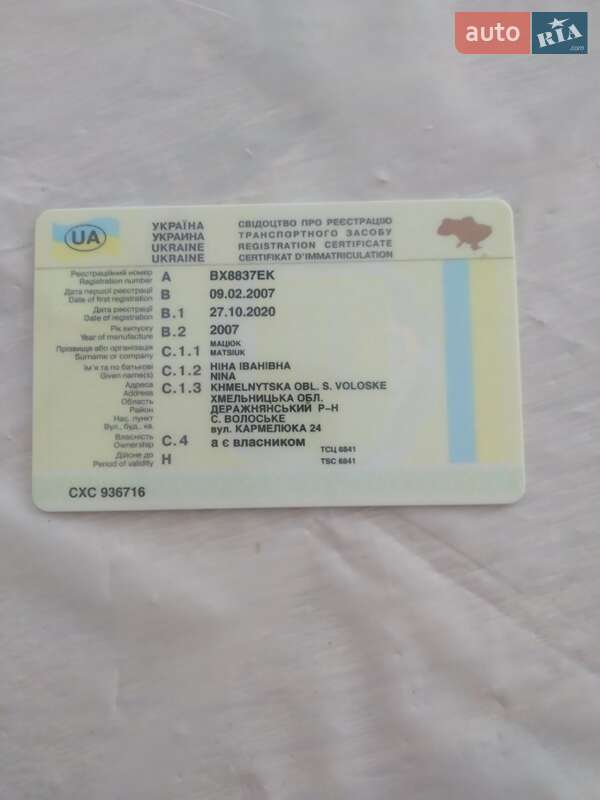 auto RIA .com
UA
УКРАЇНА СВІДОЦТВО ПРО РЕЄСТРАЦІЮ
УКРАИНА ТРАНСПОРТНОГО ЗАСОБУ
UKRAINE REGISTRATION CERTIFICATE
UKRAINE CERTIFIKAT D'IMMATRICULATION
Реєстраційний номер
Registration number A BX8837EK
Дата першої реєстрації
Date of first registration B 09.02.2007
Дата реєстрації
Date of registration B.1 27.10.2020
Рік випуску
Year of manufacture B.2 2007
Прізвище або організація МАЦЮК
Surname or company C.1.1 MATSIUK
Ім'я та по батькові C.1.2 НІНА ІВАНІВНА
Given name(s) NINA
Адреса C.1.3 KHMELNYTSKA OBL. S. VOLOSKE
Address
Область ХМЕЛЬНИЦЬКА ОБЛ.
Район ДЕРАЖНЯНСЬКИЙ Р-Н
Нас. пункт С. ВОЛОСЬКЕ
Вул., буд., кв. вул. КАРМЕЛЮКА 24
Власність
Ownership C.4 а є власником
ТСЦ 6841
Дійсне до
Period of validity H TSC 6841
CXC 936716